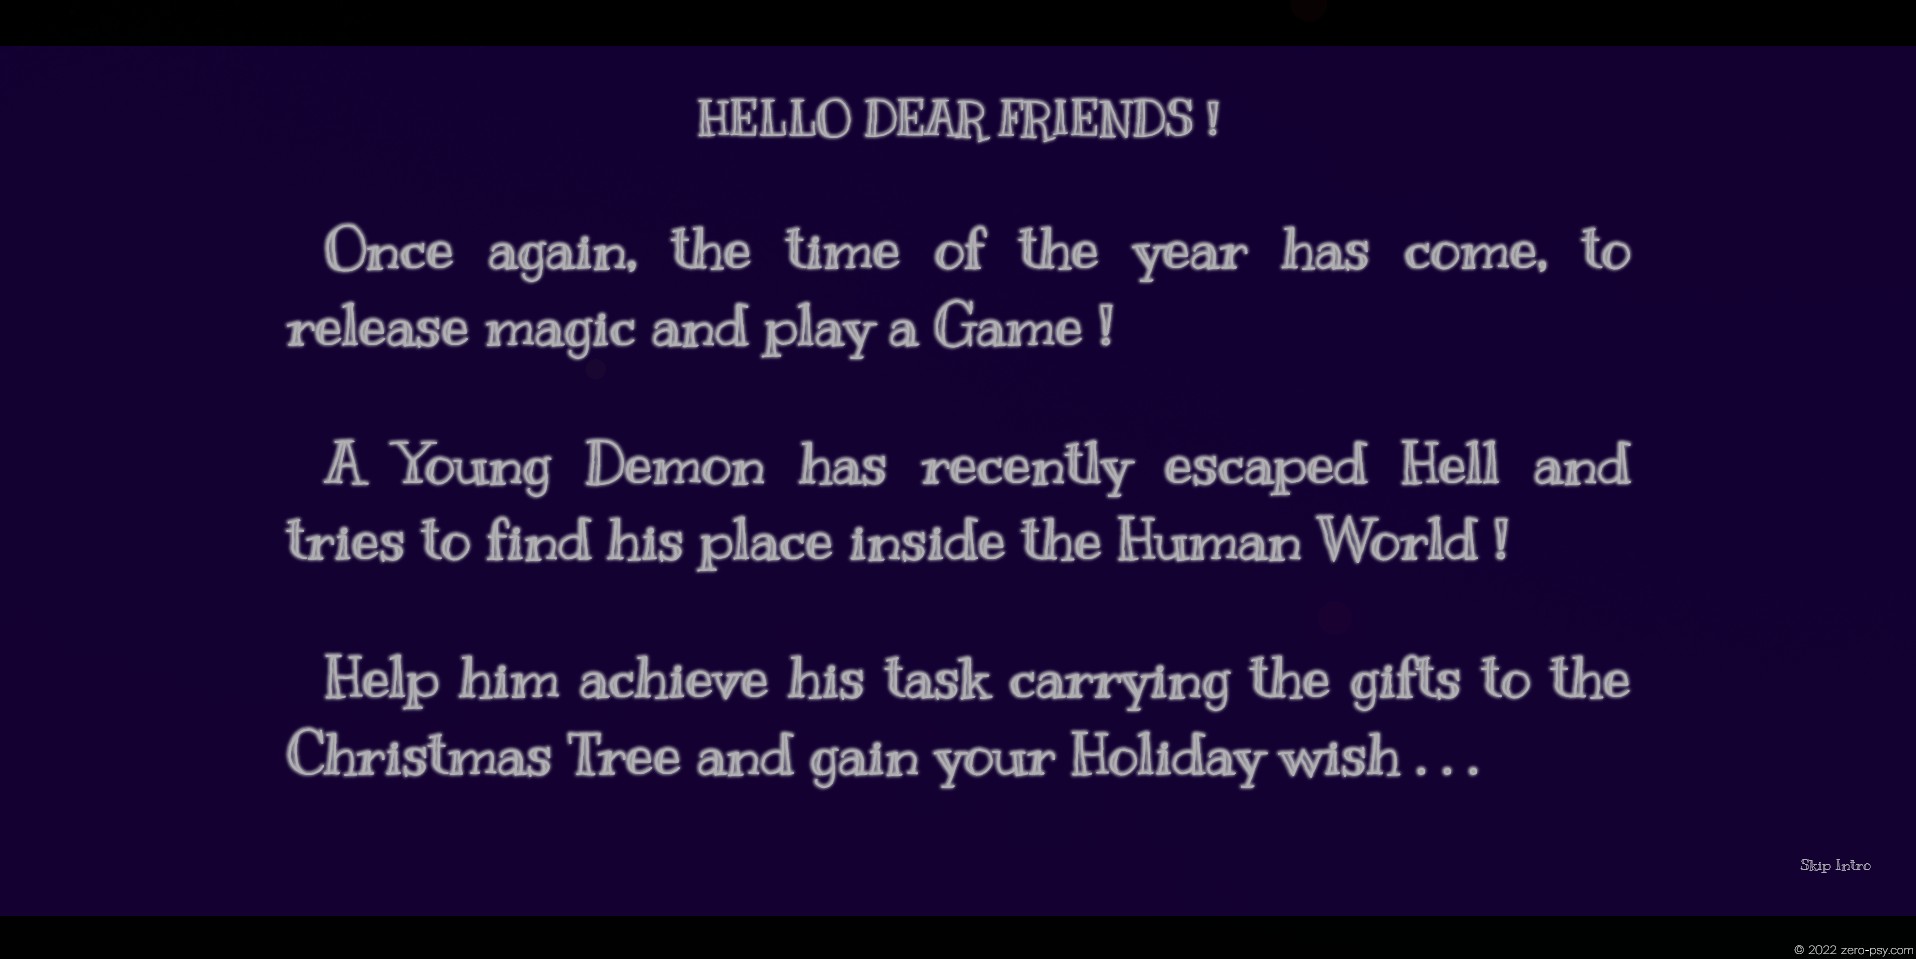 HELLO DEAR FRIENDS !
Once again, the time of the year has come, to
release magic and play a Game !
A Young Demon has recently escaped Hell and
tries to find his place inside the Human World !
Help him achieve his task carrying the gifts to the
Christmas Tree and gain your Holiday wish . . .
Skip Intro
© 2022 zero-psy.com